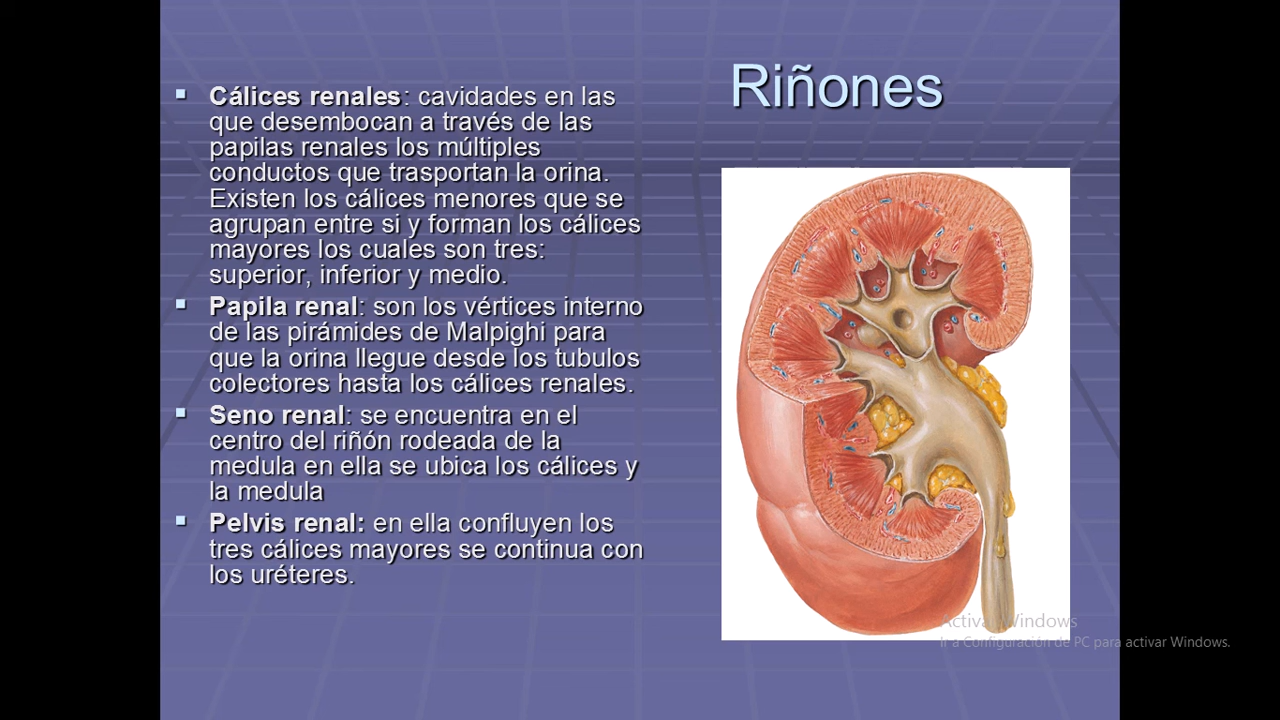 Riñones
Cálices renales: cavidades en las
que desembocan a través de las
papilas renales los múltiples
conductos que trasportan la orina.
Existen los cálices menores que se
agrupan entre si y forman los cálices
mayores los cuales son tres:
superior, inferior y medio.
Papila renal: son los vértices interno
de las pirámides de Malpighi para
que la orina llegue desde los tubulos
colectores hasta los cálices renales.
Seno renal: se encuentra en el
centro del riñón rodeada de la
medula en ella se ubica los cálices y
la medula
Pelvis renal: en ella confluyen los
tres cálices mayores se continua con
los uréteres.
Activar Windows
Ir a Configuración de PC para activar Windows.